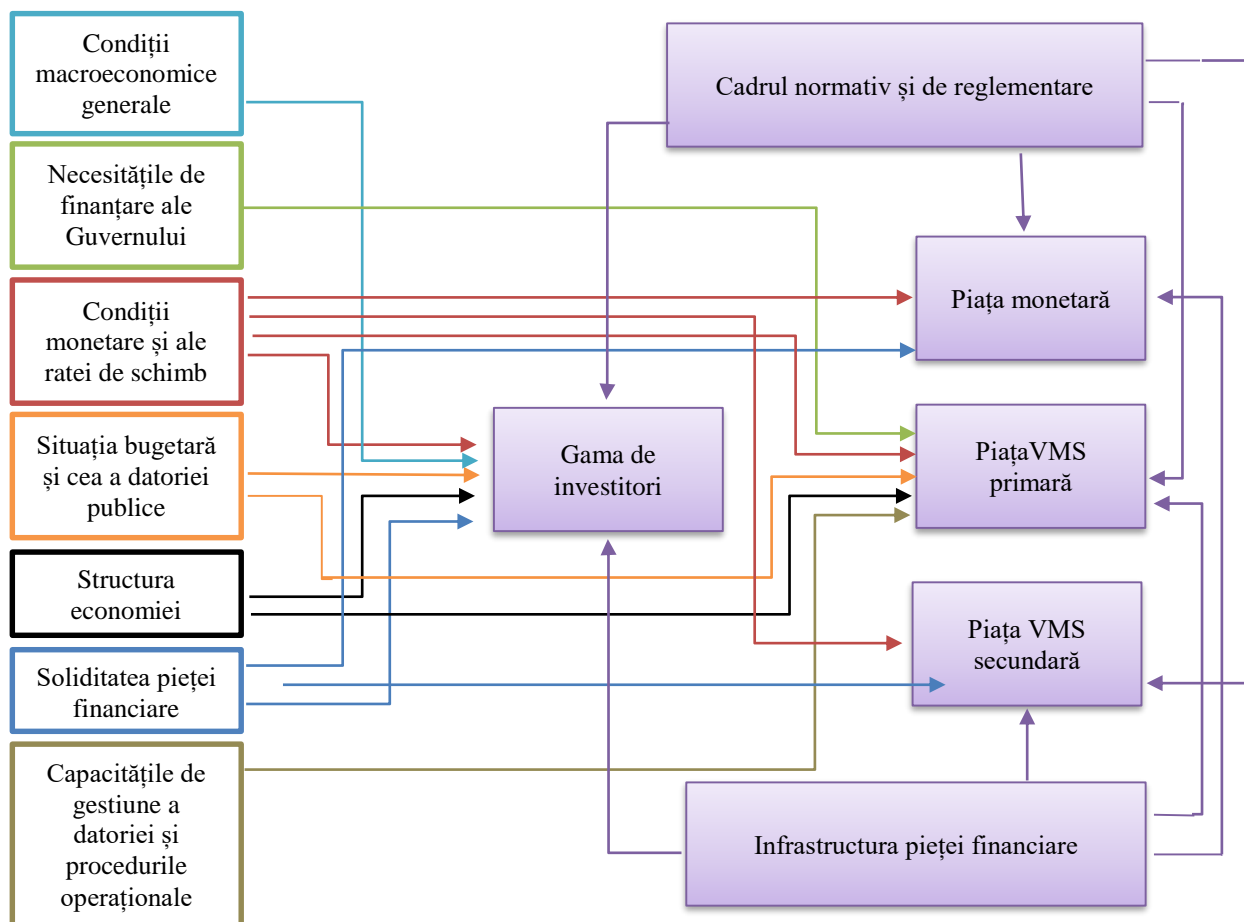 Condiții
macroeconomice
generale
Necesitățile de
finanțare ale
Guvernului
Condiții
monetare și ale
ratei de schimb
Situația bugetară
și cea a datoriei
publice
Structura
economiei
Soliditatea pieței
financiare
Capacitățile de
gestiune a
datoriei și
procedurile
operaționale
Gama de
investitori
Cadrul normativ și de reglementare
Piața monetară
PiațaVMS
primară
Piața VMS
secundară
Infrastructura pieței financiare